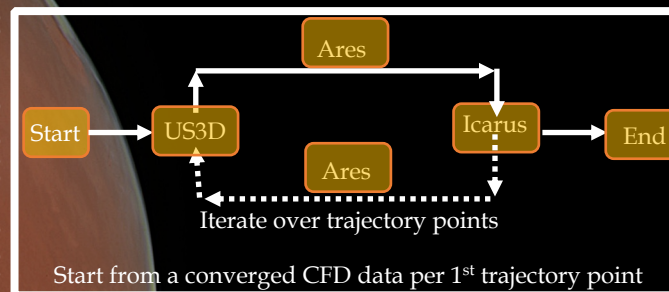 Ares
Start
US3D
Icarus
End
Ares
Iterate over trajectory points
Start from a converged CFD data per 1st trajectory point